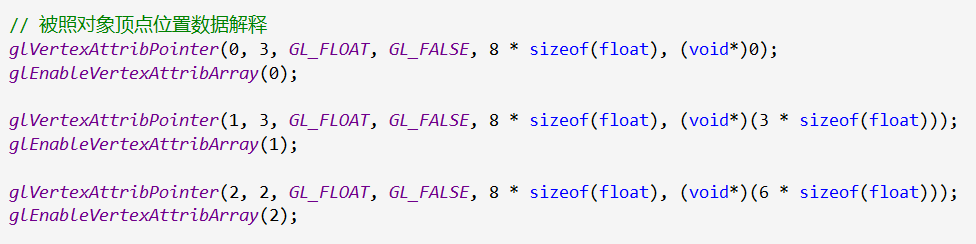 // 被照对象顶点位置数据解释
glVertexAttribPointer(0, 3, GL_FLOAT, GL_FALSE, 8 * sizeof(float), (void*)0);
glEnableVertexAttribArray(0);
glVertexAttribPointer(1, 3, GL_FLOAT, GL_FALSE, 8 * sizeof(float), (void*)(3 * sizeof(float)));
glEnableVertexAttribArray(1);
glVertexAttribPointer(2, 2, GL_FLOAT, GL_FALSE, 8 * sizeof(float), (void*)(6 * sizeof(float)));
glEnableVertexAttribArray(2);